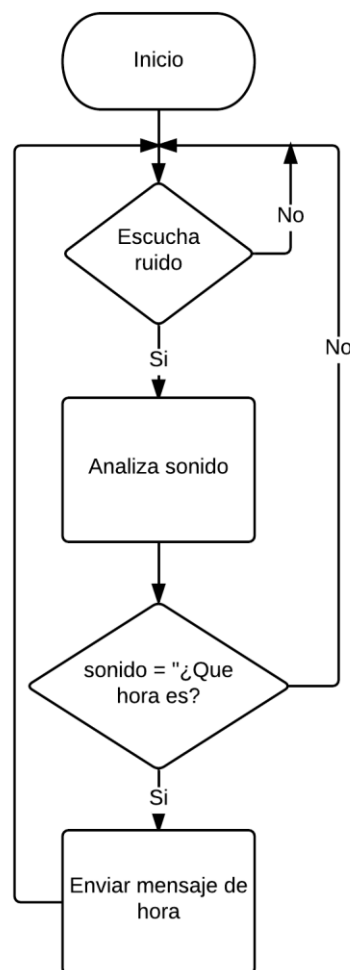 Inicio
Escucha
ruido
No
Si
No
Analiza sonido
sonido = "¿Que
hora es?
Si
Enviar mensaje de
hora